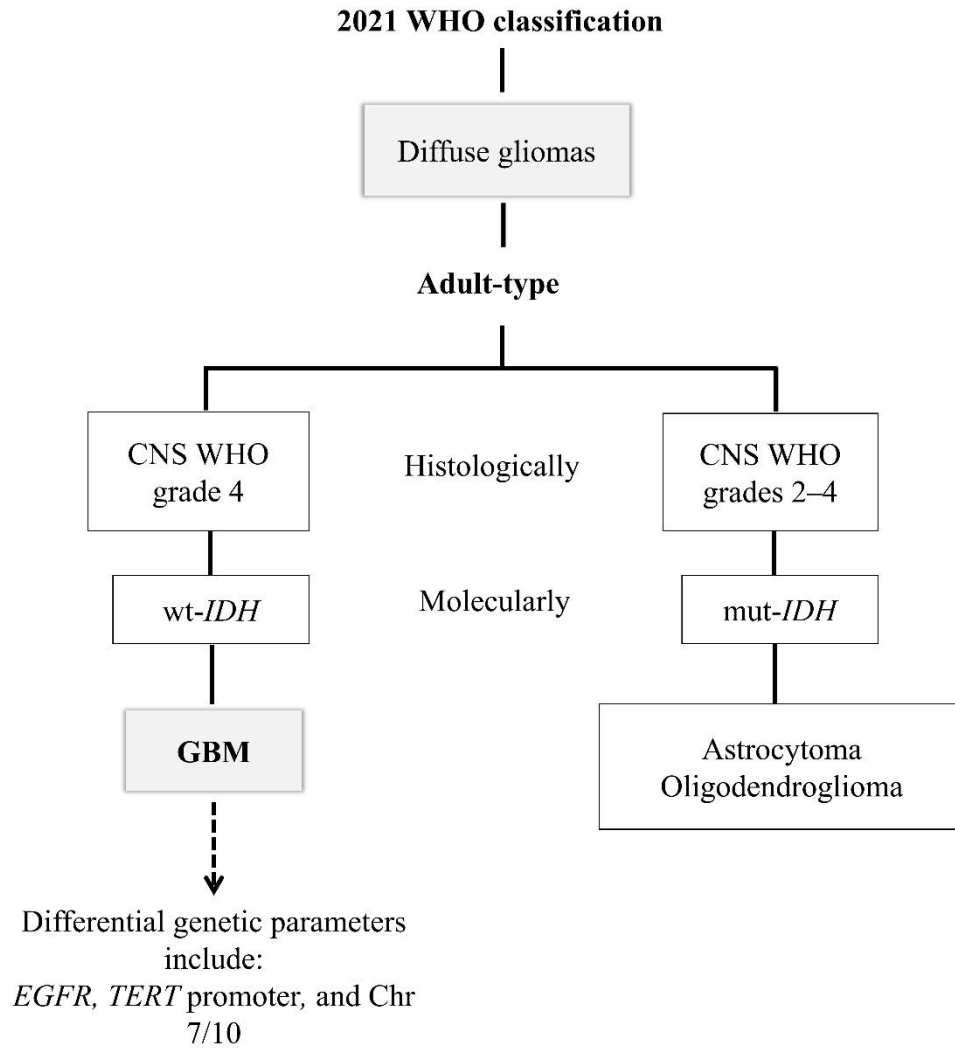 2021 WHO classification
Diffuse gliomas
Adult-type
CNS WHO
grade 4
Histologically
CNS WHO
grades 2–4
wt-IDH
Molecularly
mut-IDH
GBM
Astrocytoma
Oligodendroglioma
Differential genetic parameters
include:
EGFR, TERT promoter, and Chr
7/10